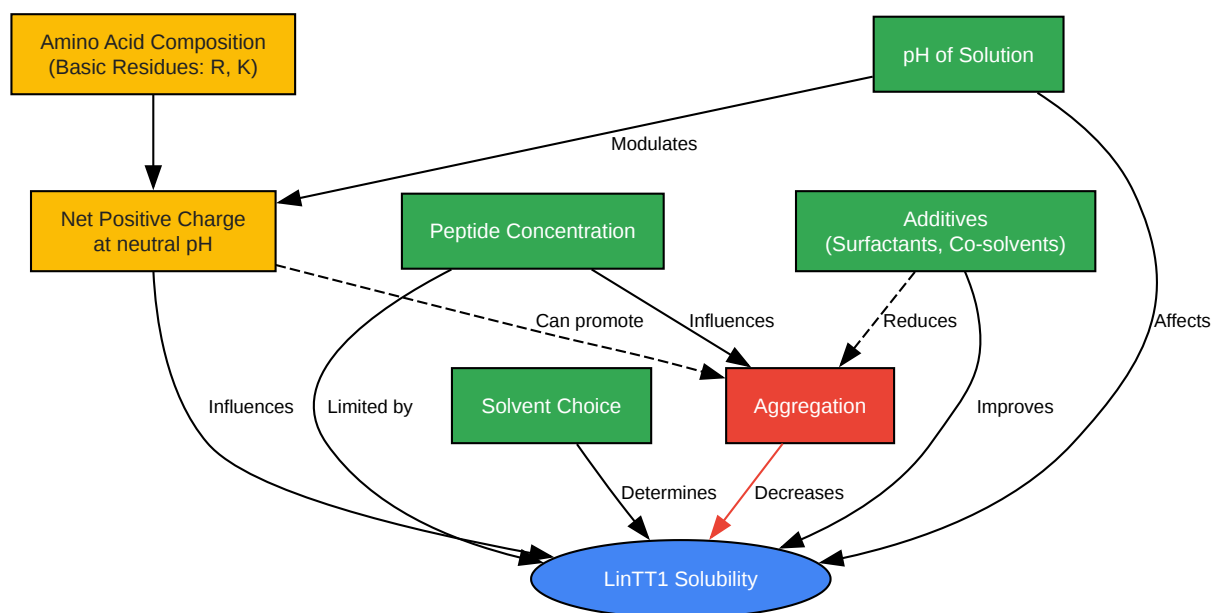 Amino Acid Composition
(Basic Residues: R, K)
pH of Solution
Modulates
Net Positive Charge
at neutral pH
Peptide Concentration
Additives
(Surfactants, Co-solvents)
Can promote
Influences
Reduces
Affects
Influences
Limited by
Solvent Choice
Aggregation
Improves
Determines
Decreases
LinTT1 Solubility